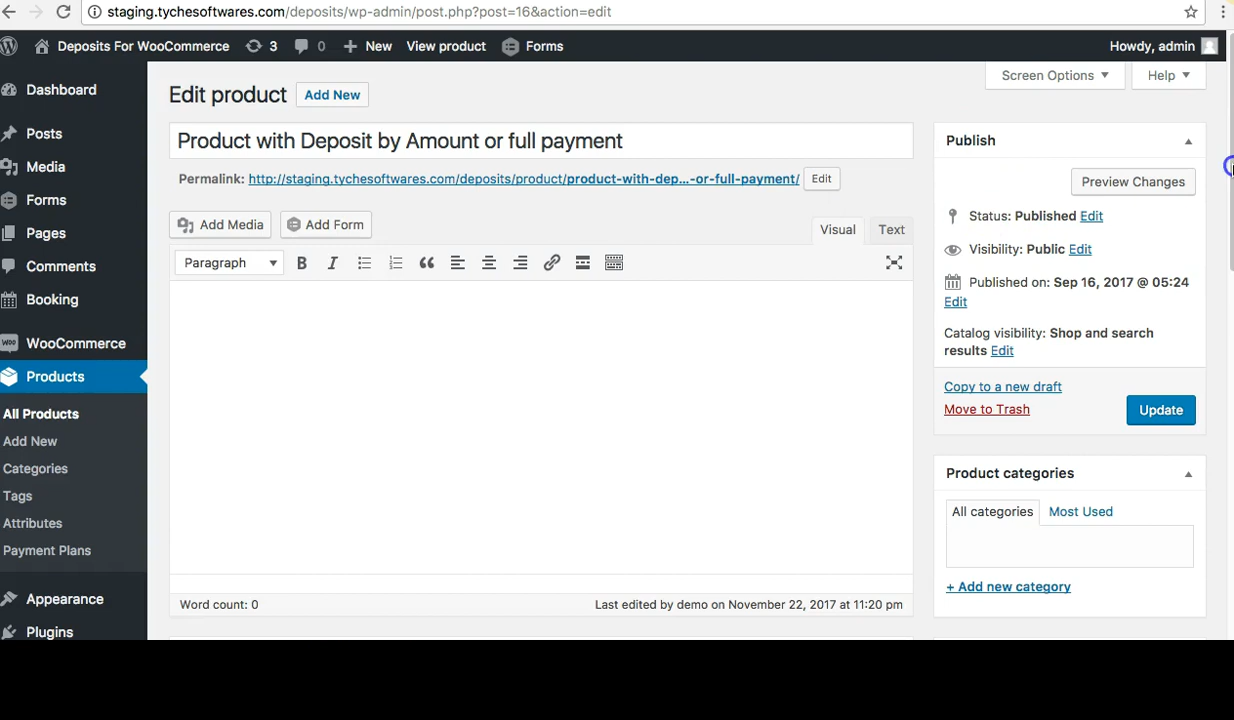 staging.tychesoftwares.com/deposits/wp-admin/post.php?post=16&action=edit
Deposits For WooCommerce 3 0 New View product Forms Howdy, admin
Screen Options Help
Dashboard
Posts
Media
Forms
Pages
Comments
Booking
WooCommerce
Products
All Products
Add New
Categories
Tags
Attributes
Payment Plans
Appearance
Plugins
Edit product Add New
Product with Deposit by Amount or full payment
Permalink: http://staging.tychesoftwares.com/deposits/product/product-with-dep...-or-full-payment/ Edit
Add Media Add Form Visual Text
Paragraph B I
Word count: 0 Last edited by demo on November 22, 2017 at 11:20 pm
Publish
Preview Changes
Status: Published Edit
Visibility: Public Edit
Published on: Sep 16, 2017 @ 05:24
Edit
Catalog visibility: Shop and search
results Edit
Copy to a new draft
Move to Trash Update
Product categories
All categories Most Used
+ Add new category